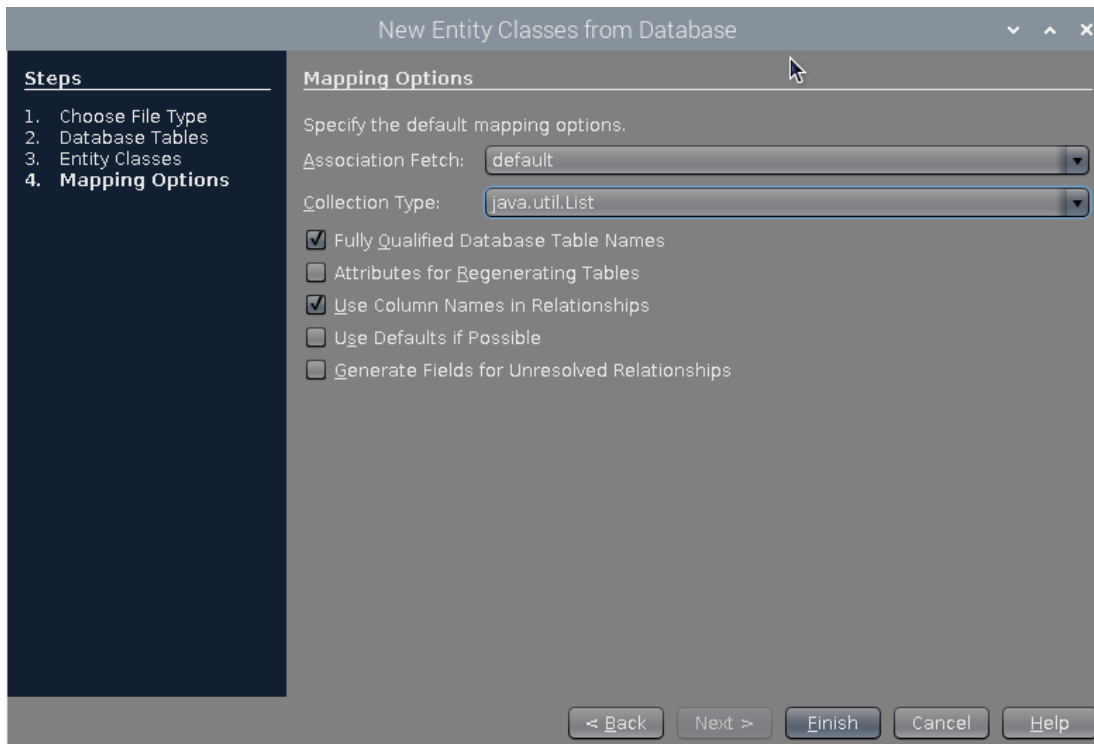 New Entity Classes from Database
Steps
1. Choose File Type
2. Database Tables
3. Entity Classes
4. Mapping Options
Mapping Options
Specify the default mapping options.
Association Fetch: default
Collection Type: java.util.List
Fully Qualified Database Table Names
Attributes for Regenerating Tables
Use Column Names in Relationships
Use Defaults if Possible
Generate Fields for Unresolved Relationships
< Back Next > Finish Cancel Help